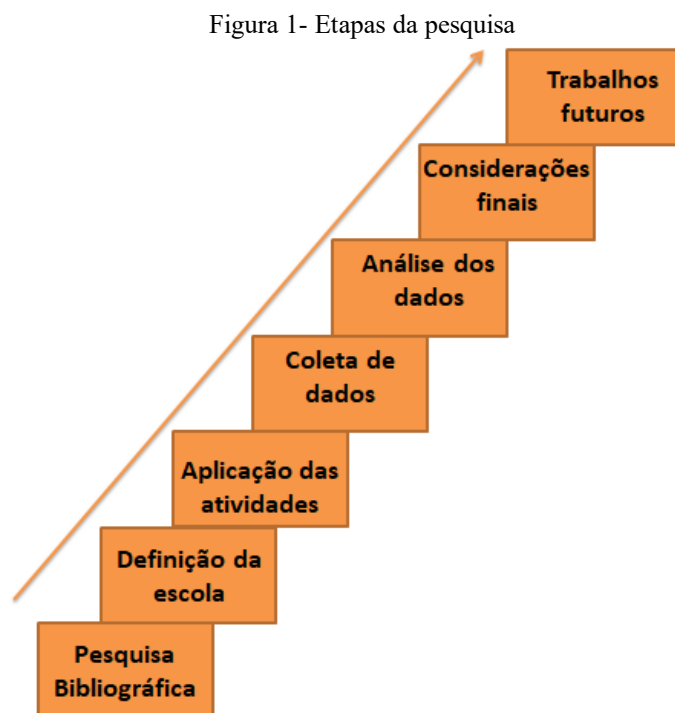 Figura 1- Etapas da pesquisa
Trabalhos
futuros
Considerações
finais
Análise dos
dados
Coleta de
dados
Aplicação das
atividades
Definição da
escola
Pesquisa
Bibliográfica